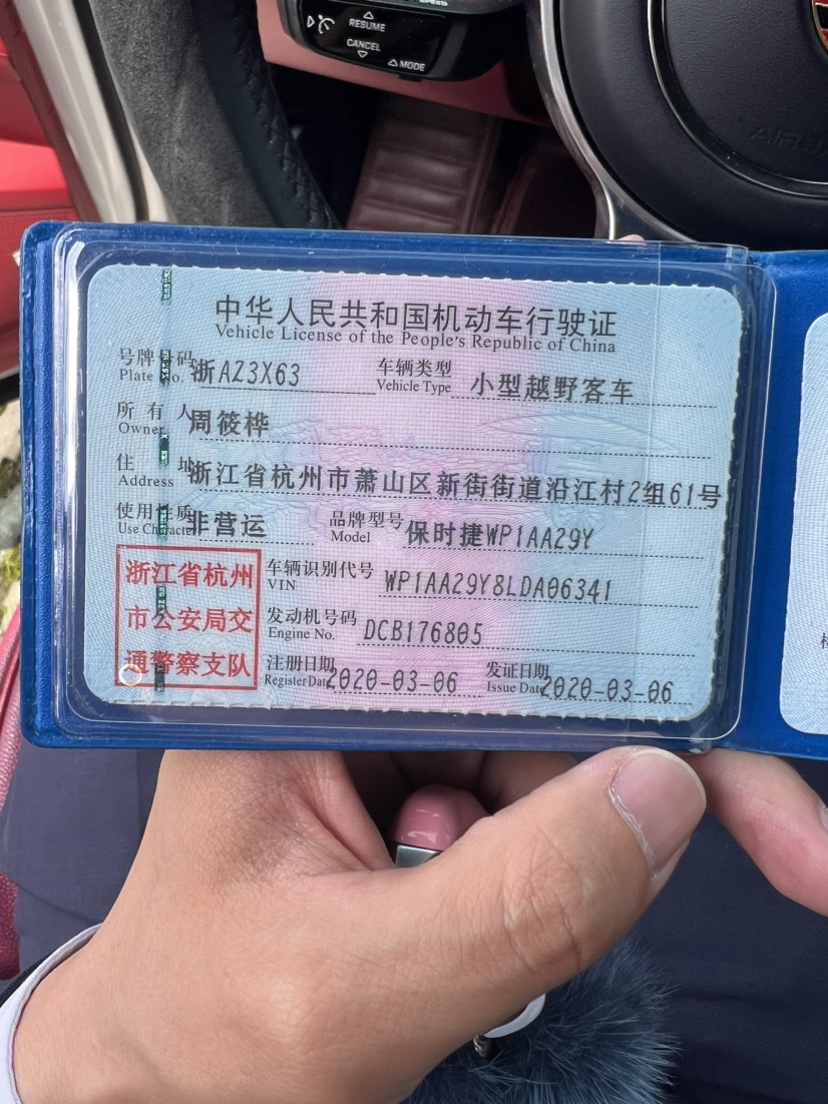 RESUME
CANCEL
MODE
中华人民共和国机动车行驶证
Vehicle License of the People's Republic of China
号牌号码 浙AZ3X63 车辆类型 小型越野客车
Plate No. Vehicle Type
所有人 周筱桦
Owner
住址 浙江省杭州市萧山区新街街道沿江村2组61号
Address
使用性质 非营运 品牌型号 保时捷WP1AA29Y
Use Character Model
浙江省杭州
市公安局交
通警察支队
车辆识别代号 WP1AA29Y8LDA06341
VIN
发动机号码 DCB176805
Engine No.
注册日期 2020-03-06 发证日期 2020-03-06
Register Date Issue Date